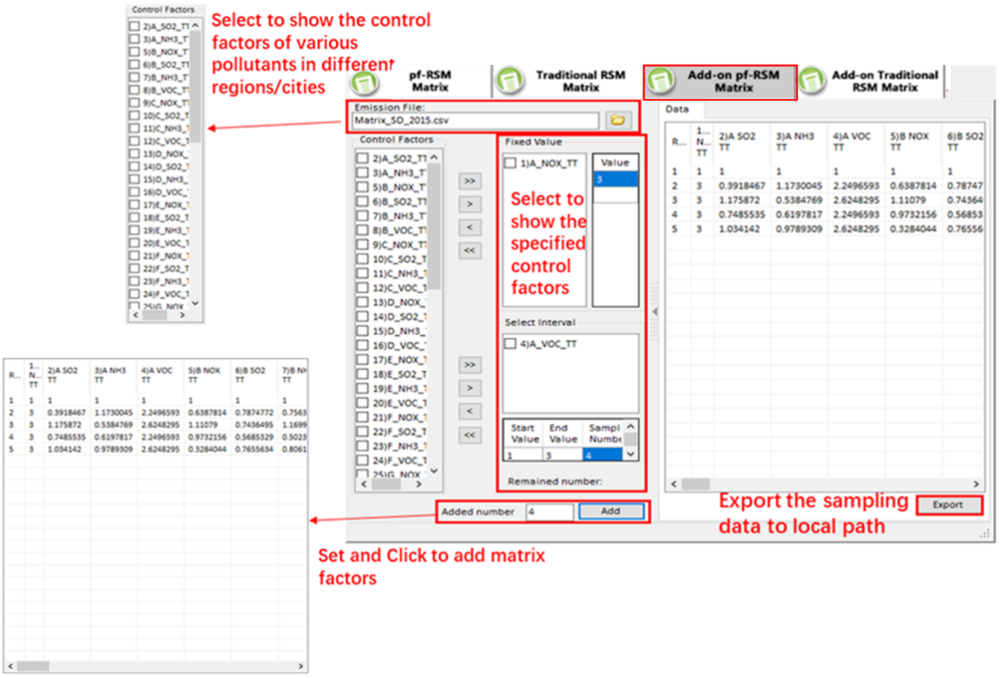 Control Factors
2)A_SO2_TT
3)A_NH3_T
5)B_NOX_T
6)B_SO2_T
7)B_NH3_T
8)B_VOC_T
9)C_NOX_T
10)C_SO2_T
11)C_NH3_T
12)C_VOC_T
13)D_NOX_
14)D_SO2_
15)D_NH3_
16)D_VOC_
17)E_NOX_
18)E_SO2_T
19)E_NH3_T
20)E_VOC_T
21)F_NOX_T
22)F_SO2_T
23)F_NH3_T
24)F_VOC_T
25)G_NOX
Select to show the control
factors of various
pollutants in different
regions/cities
pf-RSM
Matrix
Traditional RSM
Matrix
Add-on pf-RSM
Matrix
Add-on Traditional
RSM Matrix
Emission File:
Matrix_SD_2015.csv
Control Factors
2)A_SO2_TT
3)A_NH3_T
5)B_NOX_T
6)B_SO2_T
7)B_NH3_T
8)B_VOC_T
9)C_NOX_T
10)C_SO2_T
11)C_NH3_T
12)C_VOC_T
13)D_NOX_
14)D_SO2_
15)D_NH3_
16)D_VOC_
17)E_NOX_
18)E_SO2_T
19)E_NH3_T
20)E_VOC_T
21)F_NOX_T
22)F_SO2_T
23)F_NH3_T
24)F_VOC_T
25)G_NOX
>>
>
<
<<
>>
>
<
<<
Fixed Value
1)A_NOX_TT
Value
3
Select to
show the
specified
control
factors
Select Interval
4)A_VOC_TT
Start
Value
End
Value
Sampl
Numbe
1 3 4
Remained number:
Added number 4 Add
Data
R... 1... N... TT 2)A SO2 TT 3)A NH3 TT 4)A VOC TT 5)B NOX TT 6)B SO2 TT
1 1 1 1 1 1 1
2 3 0.3918467 1.1730045 2.2496593 0.6387814 0.78747
3 3 1.175872 0.5384769 2.6248295 1.11079 0.74364
4 3 0.7485535 0.6197817 2.2496593 0.9732156 0.56853
5 3 1.034142 0.9789309 2.6248295 0.3284044 0.76556
Export the sampling
data to local path
Export
Set and Click to add matrix
factors
R... 1... N... TT 2)A SO2 TT 3)A NH3 TT 4)A VOC TT 5)B NOX TT 6)B SO2 TT 7)B NH TT
1 1 1 1 1 1 1 1
2 3 0.3918467 1.1730045 2.2496593 0.6387814 0.7874772 0.7563
3 3 1.175872 0.5384769 2.6248295 1.11079 0.7436495 1.1699
4 3 0.7485535 0.6197817 2.2496593 0.9732156 0.5685329 0.5023
5 3 1.034142 0.9789309 2.6248295 0.3284044 0.7655634 0.8061